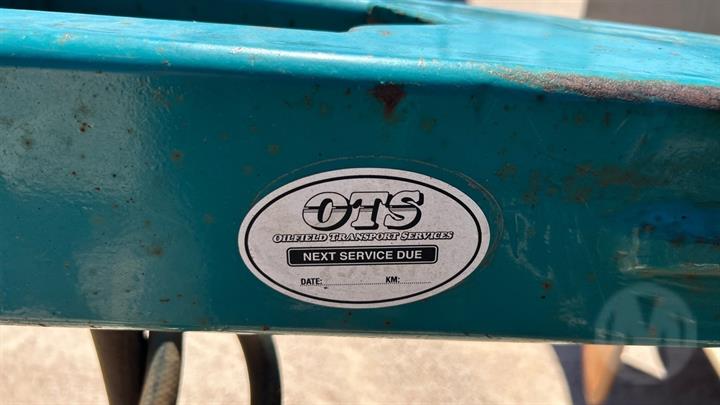 OTS
OILFIELD TRANSPORT SERVICES
NEXT SERVICE DUE
DATE: KM: